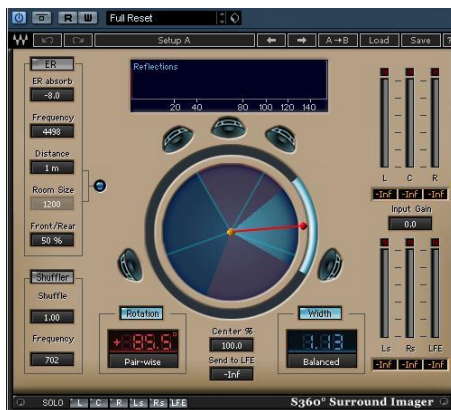 R W Full Reset
Setup A A→B Load Save ?
ER
ER absorb
-8.0
Frequency
4498
Distance
1 m
Room Size
1200
Front/Rear
50 %
Shuffler
Shuffle
1.00
Frequency
702
Reflections
20 40 80 100 120 140
Rotation
+85.5°
Pair-wise
Center %
100.0
Send to LFE
-Inf
Width
1.13
Balanced
L C R
-Inf -Inf -Inf
Input Gain
0.0
Ls Rs LFE
-Inf -Inf -Inf
SOLO L C R Ls Rs LFE
S360° Surround Imager